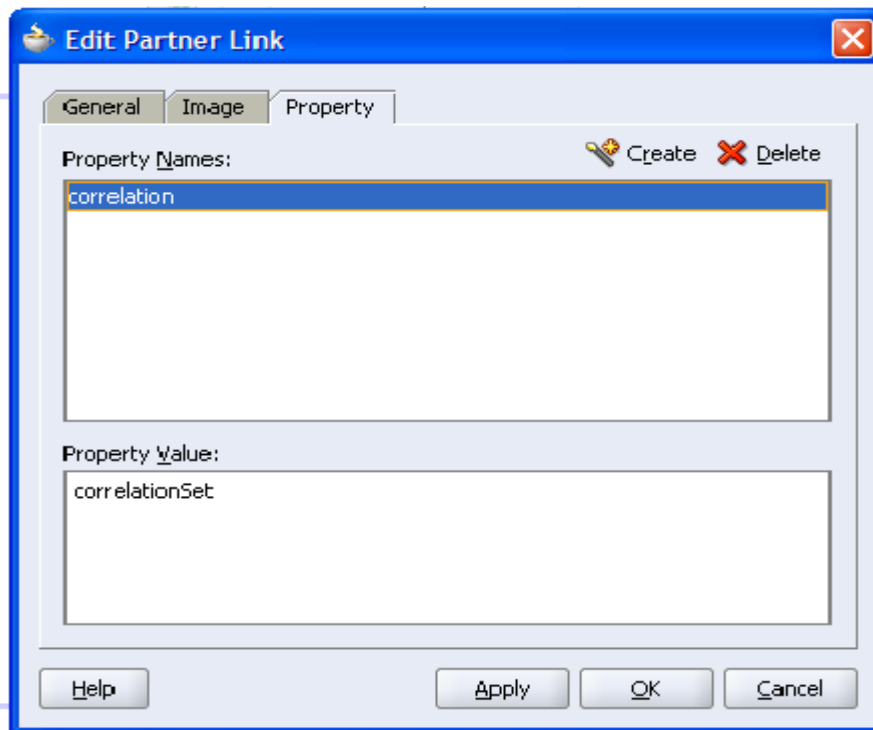 Edit Partner Link
General Image Property
Property Names: Create Delete
correlation
Property Value:
correlationSet
Help Apply OK Cancel